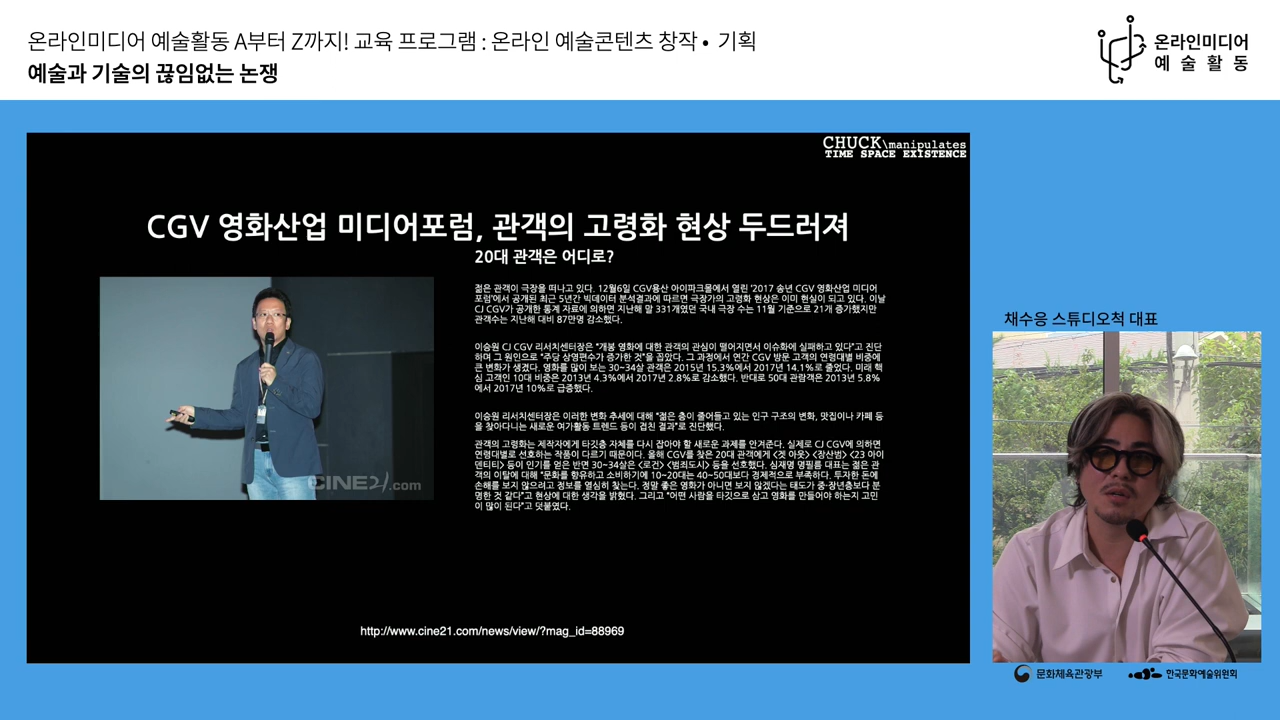 온라인미디어 예술활동 A부터 Z까지! 교육 프로그램 : 온라인 예술콘텐츠 창작 • 기획
예술과 기술의 끊임없는 논쟁
온라인미디어
예 술 활 동
CHUCK\manipulates
TIME SPACE EXISTENCE
CGV 영화산업 미디어포럼, 관객의 고령화 현상 두드러져
20대 관객은 어디로?
젊은 관객이 극장을 떠나고 있다. 12월6일 CGV용산 아이파크몰에서 열린 '2017 송년 CGV 영화산업 미디어
포럼'에서 공개된 최근 5년간 빅데이터 분석결과에 따르면 극장가의 고령화 현상은 이미 현실이 되고 있다. 이날
CJ CGV가 공개한 통계 자료에 의하면 지난해 말 331개였던 국내 극장 수는 11월 기준으로 21개 증가했지만
관객수는 지난해 대비 87만명 감소했다.
이승원 CJ CGV 리서치센터장은 "개봉 영화에 대한 관객의 관심이 떨어지면서 이슈화에 실패하고 있다"고 진단
하며 그 원인으로 "주당 상영편수가 증가한 것"을 꼽았다. 그 과정에서 연간 CGV 방문 고객의 연령대별 비중에
큰 변화가 생겼다. 영화를 많이 보는 30~34살 관객은 2015년 15.3%에서 2017년 14.1%로 줄었다. 미래 핵
심 고객인 10대 비중은 2013년 4.3%에서 2017년 2.8%로 감소했다. 반대로 50대 관람객은 2013년 5.8%
에서 2017년 10%로 급증했다.
이승원 리서치센터장은 이러한 변화 추세에 대해 "젊은 층이 줄어들고 있는 인구 구조의 변화, 맛집이나 카페 등
을 찾아다니는 새로운 여가활동 트렌드 등이 겹친 결과"로 진단했다.
관객의 고령화는 제작자에게 타깃층 자체를 다시 잡아야 할 새로운 과제를 안겨준다. 실제로 CJ CGV에 의하면
연령대별로 선호하는 작품이 다르기 때문이다. 올해 CGV를 찾은 20대 관객에게 <겟 아웃> <장산범> <23 아이
덴티티> 등이 인기를 얻은 반면 30~34살은 <로건> <범죄도시> 등을 선호했다. 심재명 명필름 대표는 젊은 관
객의 이탈에 대해 "문화를 향유하고 소비하기에 10~20대는 40~50대보다 경제적으로 부족하다. 투자한 돈에
손해를 보지 않으려고 정보를 열심히 찾는다. 정말 좋은 영화가 아니면 보지 않겠다는 태도가 중·장년층보다 분
명한 것 같다"고 현상에 대한 생각을 밝혔다. 그리고 "어떤 사람을 타깃으로 삼고 영화를 만들어야 하는지 고민
이 많이 된다"고 덧붙였다.
CINE21.com
http://www.cine21.com/news/view/?mag_id=88969
채수응 스튜디오척 대표
문화체육관광부
한국문화예술위원회